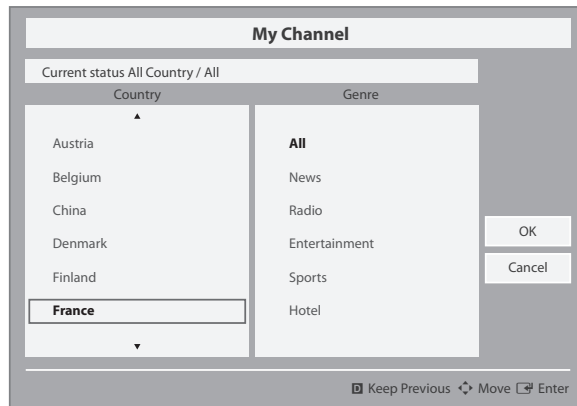 My Channel
Current status All Country / All
Country
Genre
Austria
Belgium
China
Denmark
Finland
France
All
News
Radio
Entertainment
Sports
Hotel
OK
Cancel
D Keep Previous Move Enter